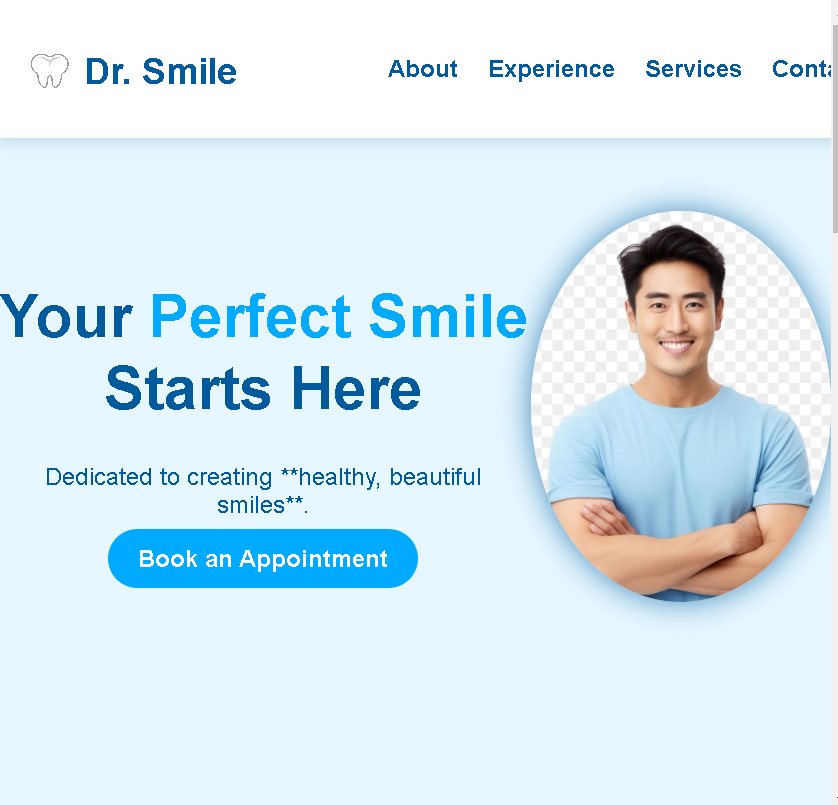 Dr. Smile
About Experience Services
Your Perfect Smile
Starts Here
Dedicated to creating **healthy, beautiful
smiles**.
Book an Appointment